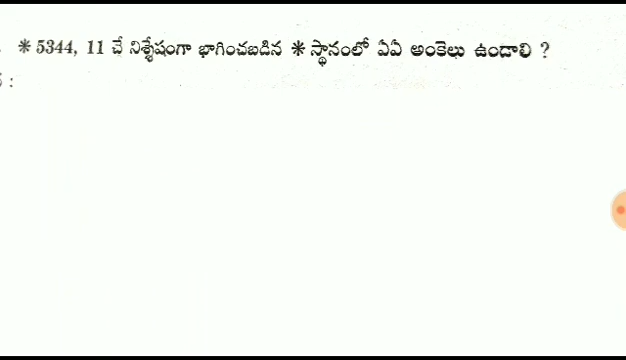 * 5344, 11 చే నిశ్శేషంగా భాగించబడిన * స్థానంలో ఏఏ అంకెలు ఉండాలి ?
: